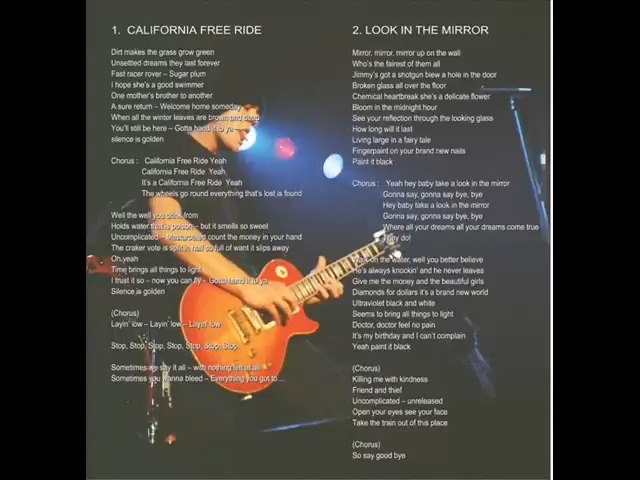 1. CALIFORNIA FREE RIDE
Dirt makes the grass grow green
Unsettled dreams they last forever
Fast racer rover – Sugar plum
I hope she's a good swimmer
One mother's brother to another
A sure return – Welcome home someday
When all the winter leaves are brown and dead
You'll still be here – Gotta hand it to ya –
silence is golden
Chorus : California Free Ride Yeah
California Free Ride Yeah
It's a California Free Ride Yeah
The wheels go round everything that's lost is found
Well the well you drink from
Holds water that is poison – but it smells so sweet
Uncomplicated – count the money in your hand
The craker vote is split in half so full of want it slips away
Oh yeah
Time brings all things to light
I trust it so – now you can fly – Gotta hand it to ya
Silence is golden
(Chorus)
Layin' low – Layin' low – Layin' low
Stop, Stop, Stop, Stop, Stop, Stop, Stop
Sometimes we say it all – with nothing left at all
Sometimes you wanna bleed – Everything you got to…
2. LOOK IN THE MIRROR
Mirror, mirror, mirror up on the wall
Who's the fairest of them all
Jimmy's got a shotgun blew a hole in the door
Broken glass all over the floor
Chemical heartbreak she's a delicate flower
Bloom in the midnight hour
See your reflection through the looking glass
How long will it last
Living large in a fairy tale
Fingerpaint on your brand new nails
Paint it black
Chorus : Yeah hey baby take a look in the mirror
Gonna say, gonna say bye, bye
Hey baby take a look in the mirror
Gonna say, gonna say bye, bye
Where all your dreams all your dreams come true
They do!
Walk on the water, well you better believe
He's always knockin' and he never leaves
Give me the money and the beautiful girls
Diamonds for dollars it's a brand new world
Ultraviolet black and white
Seems to bring all things to light
Doctor, doctor feel no pain
It's my birthday and I can't complain
Yeah paint it black
(Chorus)
Killing me with kindness
Friend and thief
Uncomplicated – unreleased
Open your eyes see your face
Take the train out of this place
(Chorus)
So say good bye